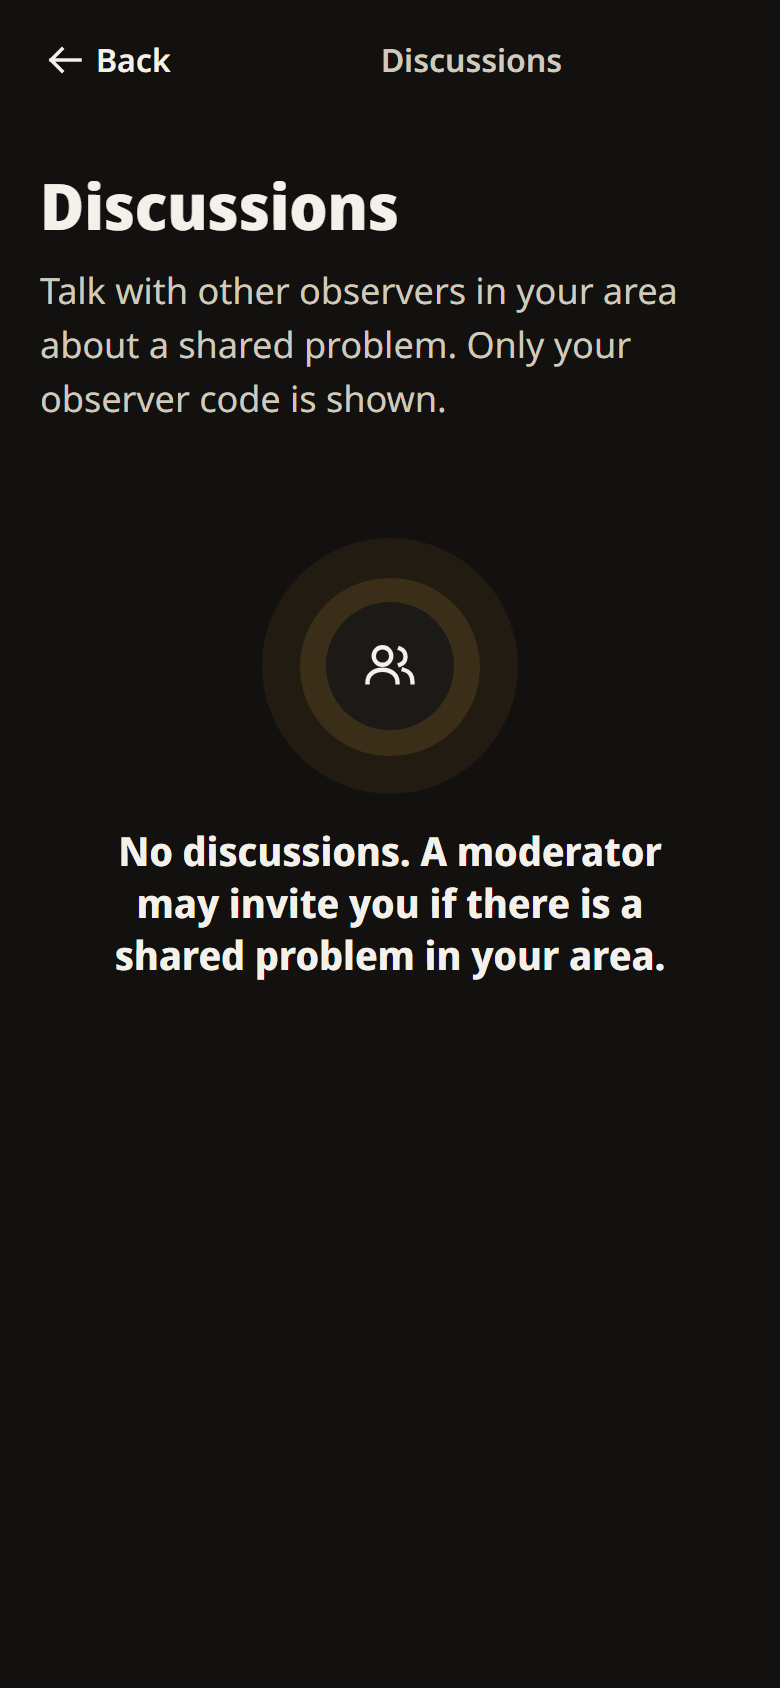 Back
Discussions
Discussions
Talk with other observers in your area
about a shared problem. Only your
observer code is shown.
No discussions. A moderator
may invite you if there is a
shared problem in your area.